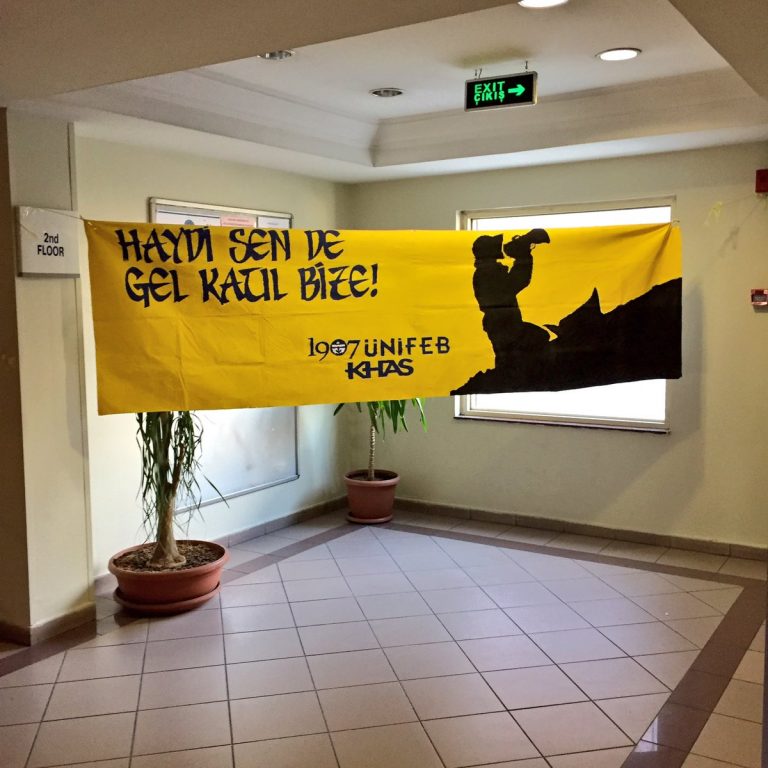 EXIT
ÇIKIŞ
2nd
FLOOR
HAYDİ SEN DE
GEL KATIL BİZE!
1907 ÜNİFEB
KHAS